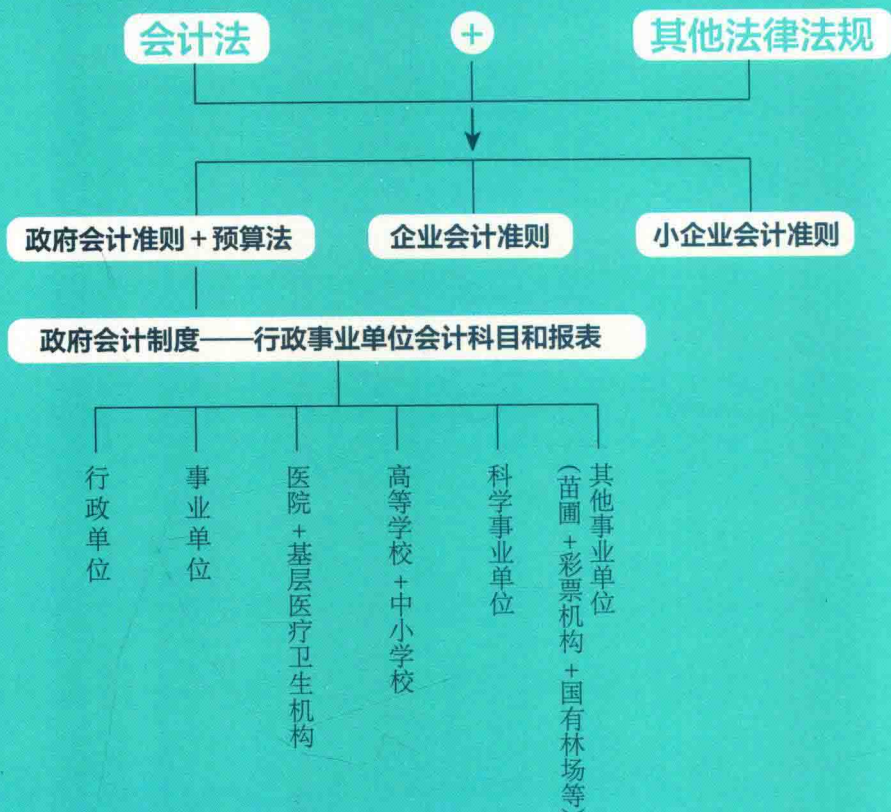 会计法
+
其他法律法规
政府会计准则+预算法
企业会计准则
小企业会计准则
政府会计制度——行政事业单位会计科目和报表
行政单位
事业单位
医院+基层医疗卫生机构
高等学校+中小学校
科学事业单位
其他事业单位
(苗圃+彩票机构+国有林场等)